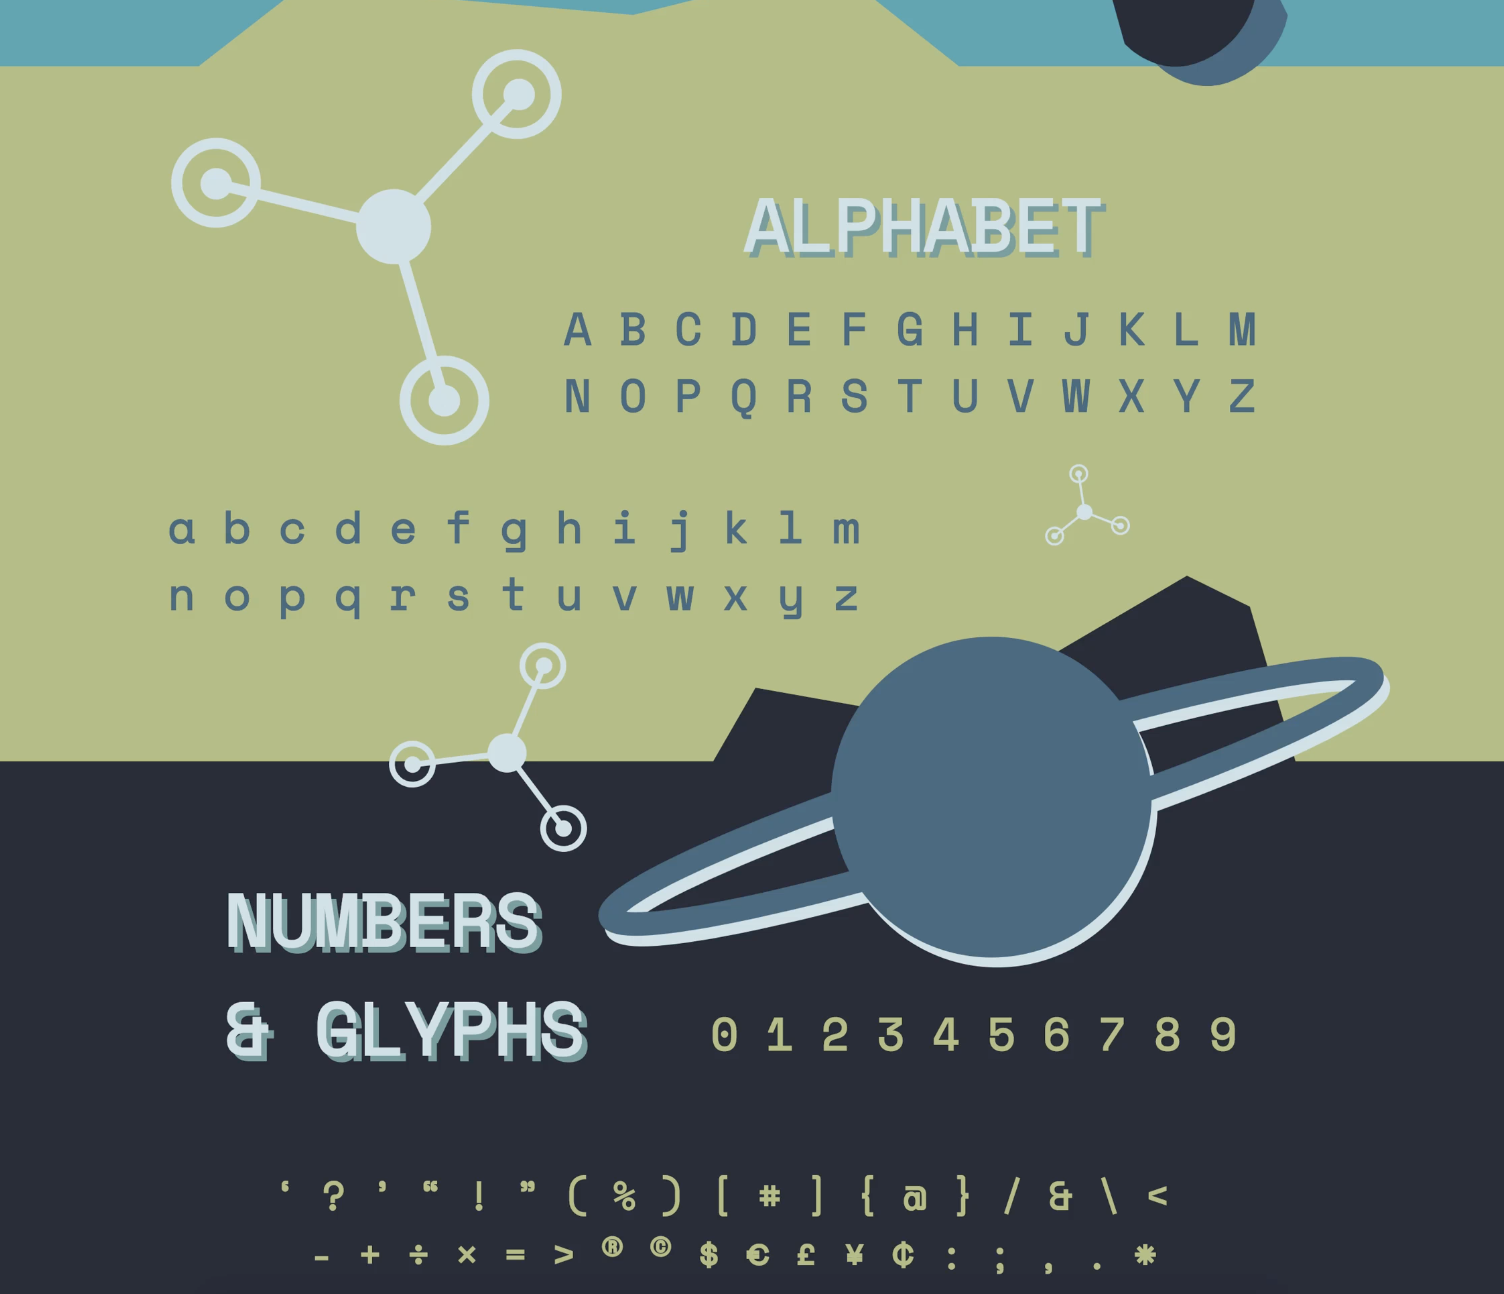 ALPHABET
A B C D E F G H I J K L M
N O P Q R S T U V W X Y Z
a b c d e f g h i j k l m
n o p q r s t u v w x y z
NUMBERS
& GLYPHS
0 1 2 3 4 5 6 7 8 9
‘ ? ’ “ ! ” ( % ) [ # ] { @ } / & \ <
- + ÷ × = > ® © $ € £ ¥ ₵ : ; , . *